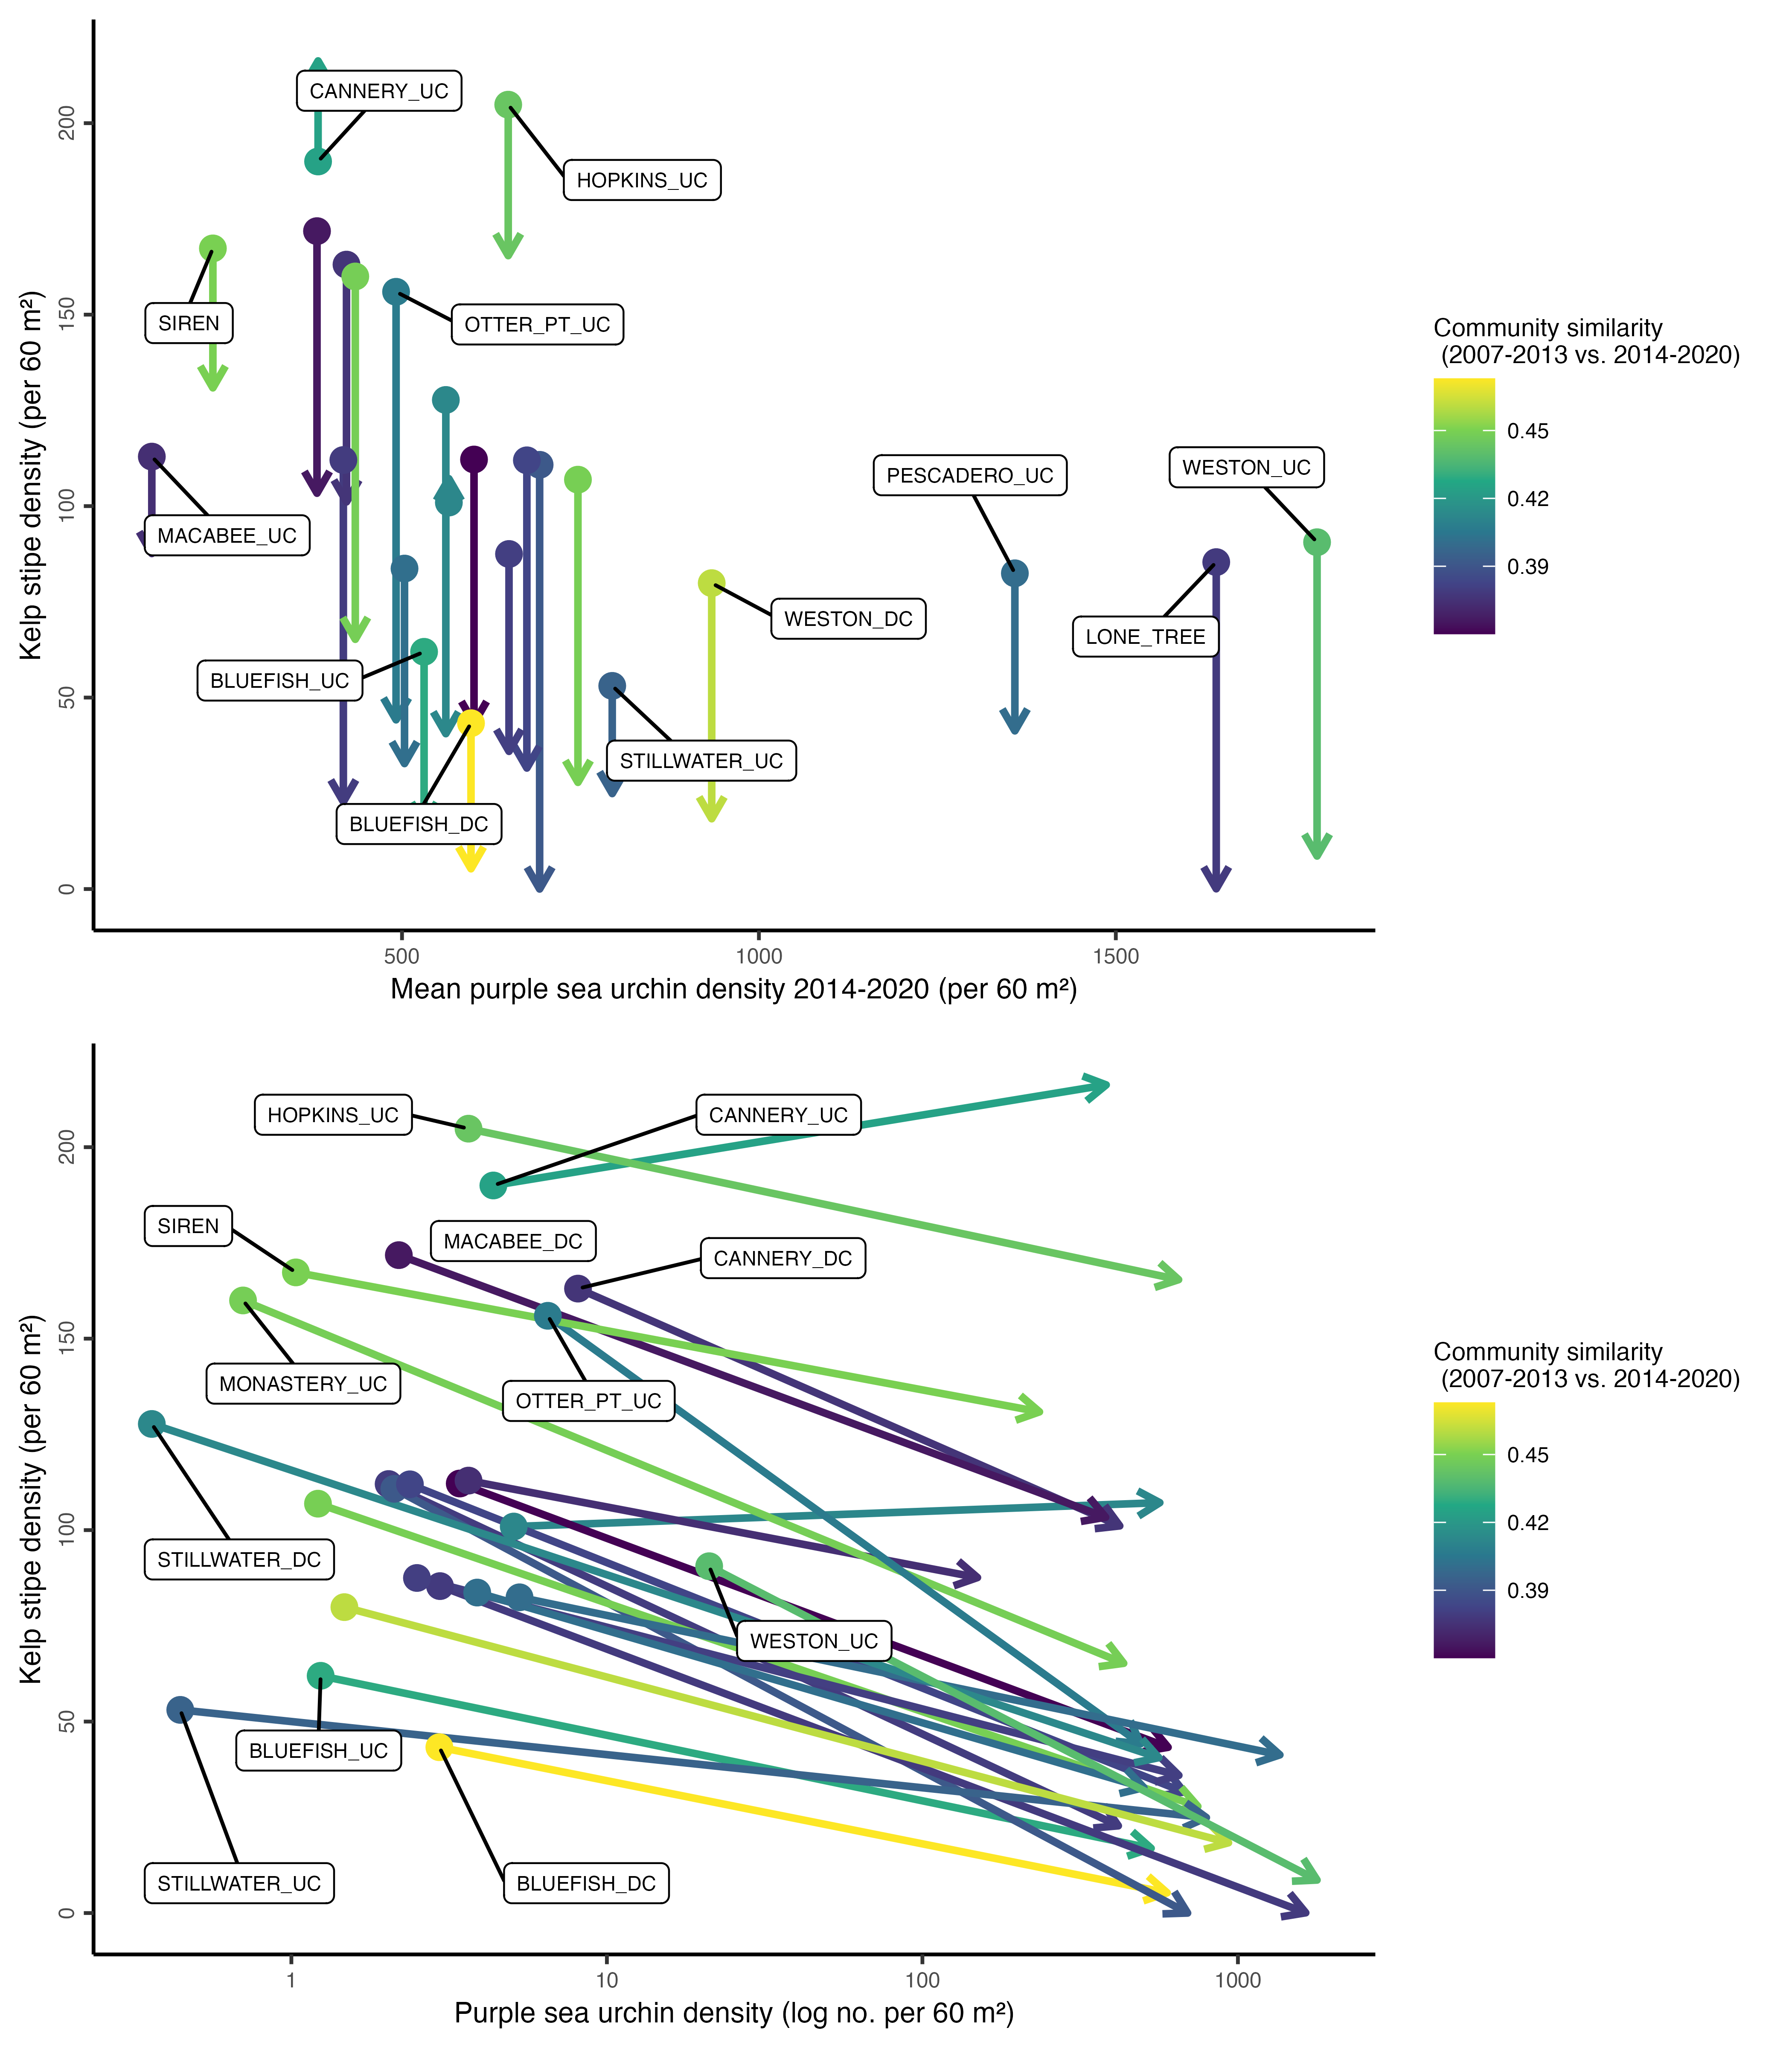 CANNERY_UC
HOPKINS_UC
SIREN
OTTER_PT_UC
MACABEE_UC
PESCADERO_UC
WESTON_UC
WESTON_DC
LONE_TREE
BLUEFISH_UC
STILLWATER_UC
BLUEFISH_DC
200
150
100
50
0
Kelp stipe density (per 60 m²)
500
1000
1500
Mean purple sea urchin density 2014-2020 (per 60 m²)
Community similarity
(2007-2013 vs. 2014-2020)
0.45
0.42
0.39
HOPKINS_UC
CANNERY_UC
SIREN
MACABEE_DC
CANNERY_DC
MONASTERY_UC
OTTER_PT_UC
STILLWATER_DC
WESTON_UC
BLUEFISH_UC
STILLWATER_UC
BLUEFISH_DC
200
150
100
50
0
Kelp stipe density (per 60 m²)
1
10
100
1000
Purple sea urchin density (log no. per 60 m²)
Community similarity
(2007-2013 vs. 2014-2020)
0.45
0.42
0.39